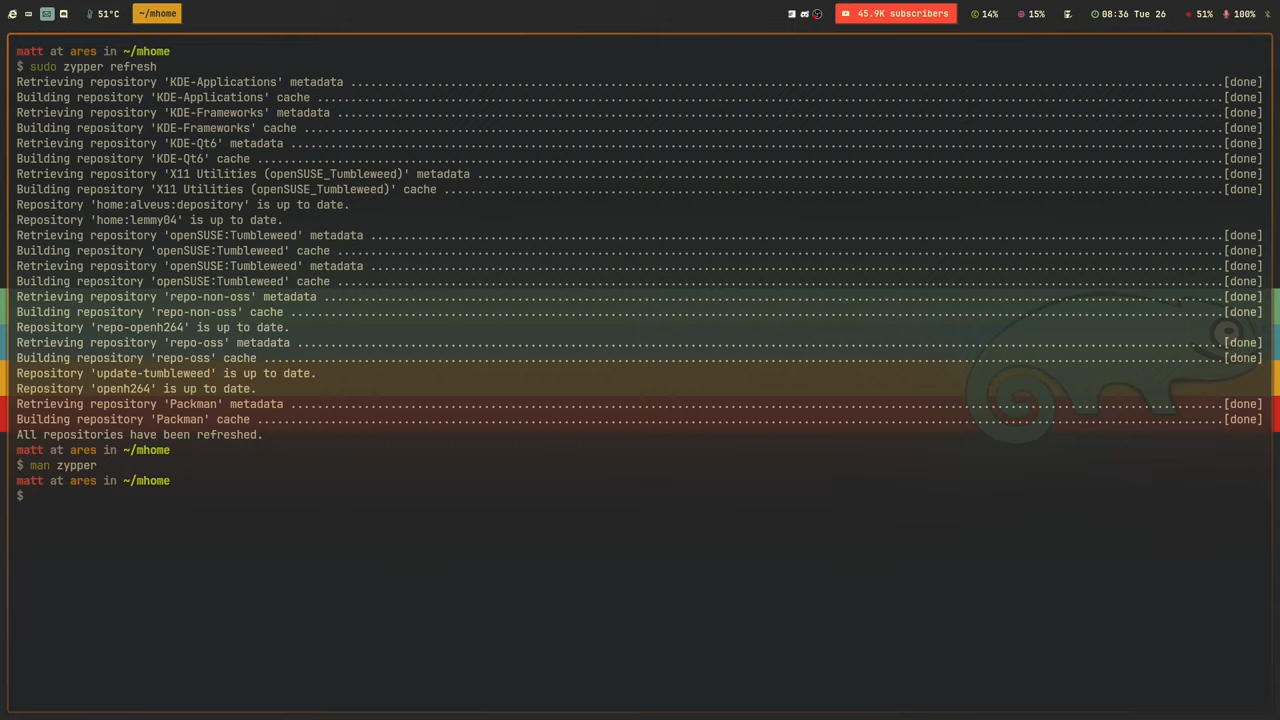 51°C ~/mhome 45.9K subscribers 14% 15% 08:36 Tue 26 51% 100%
matt at ares in ~/mhome
$ sudo zypper refresh
Retrieving repository 'KDE-Applications' metadata ....................................................................................................................................[done]
Building repository 'KDE-Applications' cache .........................................................................................................................................[done]
Retrieving repository 'KDE-Frameworks' metadata ......................................................................................................................................[done]
Building repository 'KDE-Frameworks' cache ...........................................................................................................................................[done]
Retrieving repository 'KDE-Qt6' metadata .............................................................................................................................................[done]
Building repository 'KDE-Qt6' cache ..................................................................................................................................................[done]
Retrieving repository 'X11 Utilities (openSUSE_Tumbleweed)' metadata .................................................................................................................[done]
Building repository 'X11 Utilities (openSUSE_Tumbleweed)' cache ......................................................................................................................[done]
Repository 'home:alveus:depository' is up to date.
Repository 'home:lemmy04' is up to date.
Retrieving repository 'openSUSE:Tumbleweed' metadata .................................................................................................................................[done]
Building repository 'openSUSE:Tumbleweed' cache ......................................................................................................................................[done]
Retrieving repository 'openSUSE:Tumbleweed' metadata .................................................................................................................................[done]
Building repository 'openSUSE:Tumbleweed' cache ......................................................................................................................................[done]
Retrieving repository 'repo-non-oss' metadata ........................................................................................................................................[done]
Building repository 'repo-non-oss' cache .............................................................................................................................................[done]
Repository 'repo-openh264' is up to date.
Retrieving repository 'repo-oss' metadata ............................................................................................................................................[done]
Building repository 'repo-oss' cache .................................................................................................................................................[done]
Repository 'update-tumbleweed' is up to date.
Repository 'openh264' is up to date.
Retrieving repository 'Packman' metadata .............................................................................................................................................[done]
Building repository 'Packman' cache ..................................................................................................................................................[done]
All repositories have been refreshed.
matt at ares in ~/mhome
$ man zypper
matt at ares in ~/mhome
$